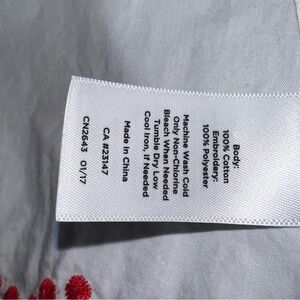 Body:
100% Cotton
Embroidery:
100% Polyester
Machine Wash Cold
Only Non-Chlorine
Bleach When Needed
Tumble Dry Low
Cool Iron, If Needed
Made In China
CA #23147
CN2643 01/17